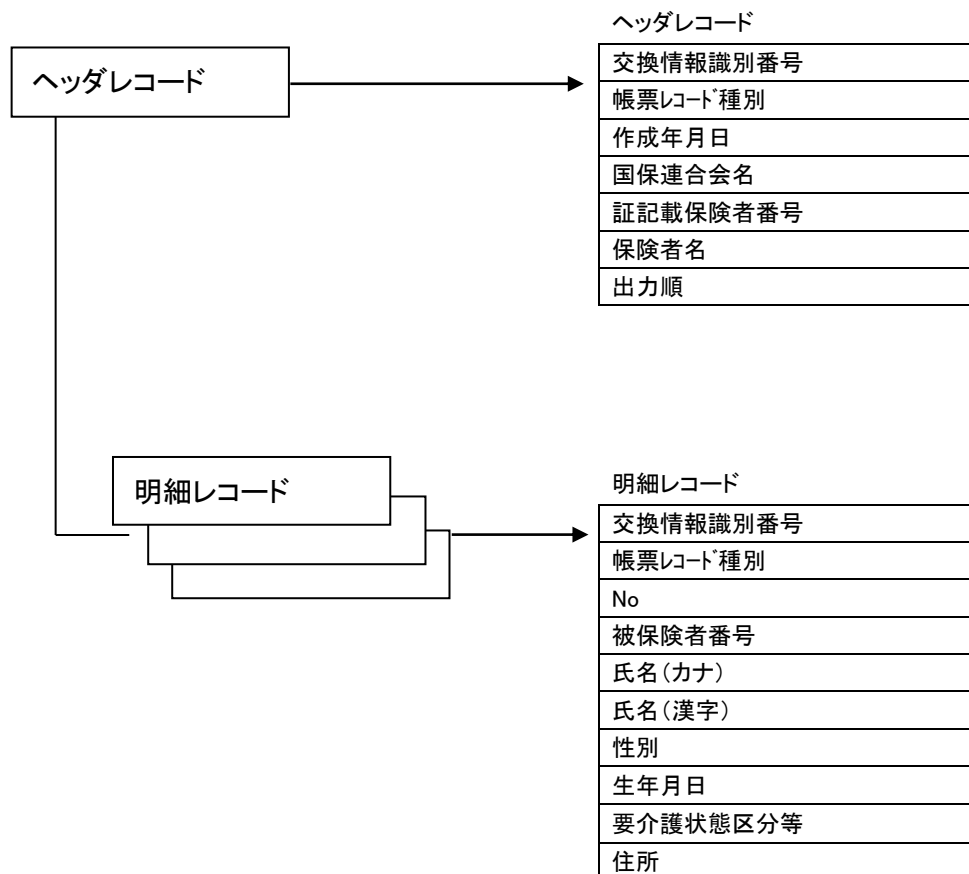 ヘッダレコード
ヘッダレコード
交換情報識別番号
帳票ﾚｺｰﾄﾞ種別
作成年月日
国保連合会名
証記載保険者番号
保険者名
出力順
明細レコード
明細レコード
交換情報識別番号
帳票ﾚｺｰﾄﾞ種別
No
被保険者番号
氏名(カナ)
氏名(漢字)
性別
生年月日
要介護状態区分等
住所